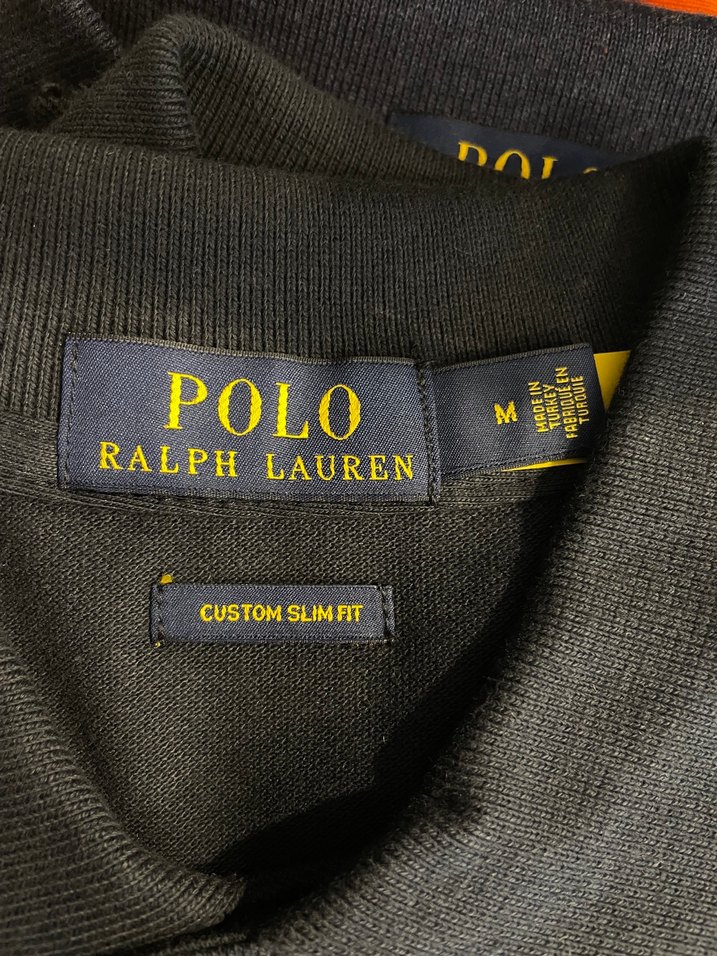 POLO
POLO
RALPH LAUREN
M
MADE IN
TURKEY
FABRIQUÉ EN
TURQUIE
CUSTOM SLIM FIT